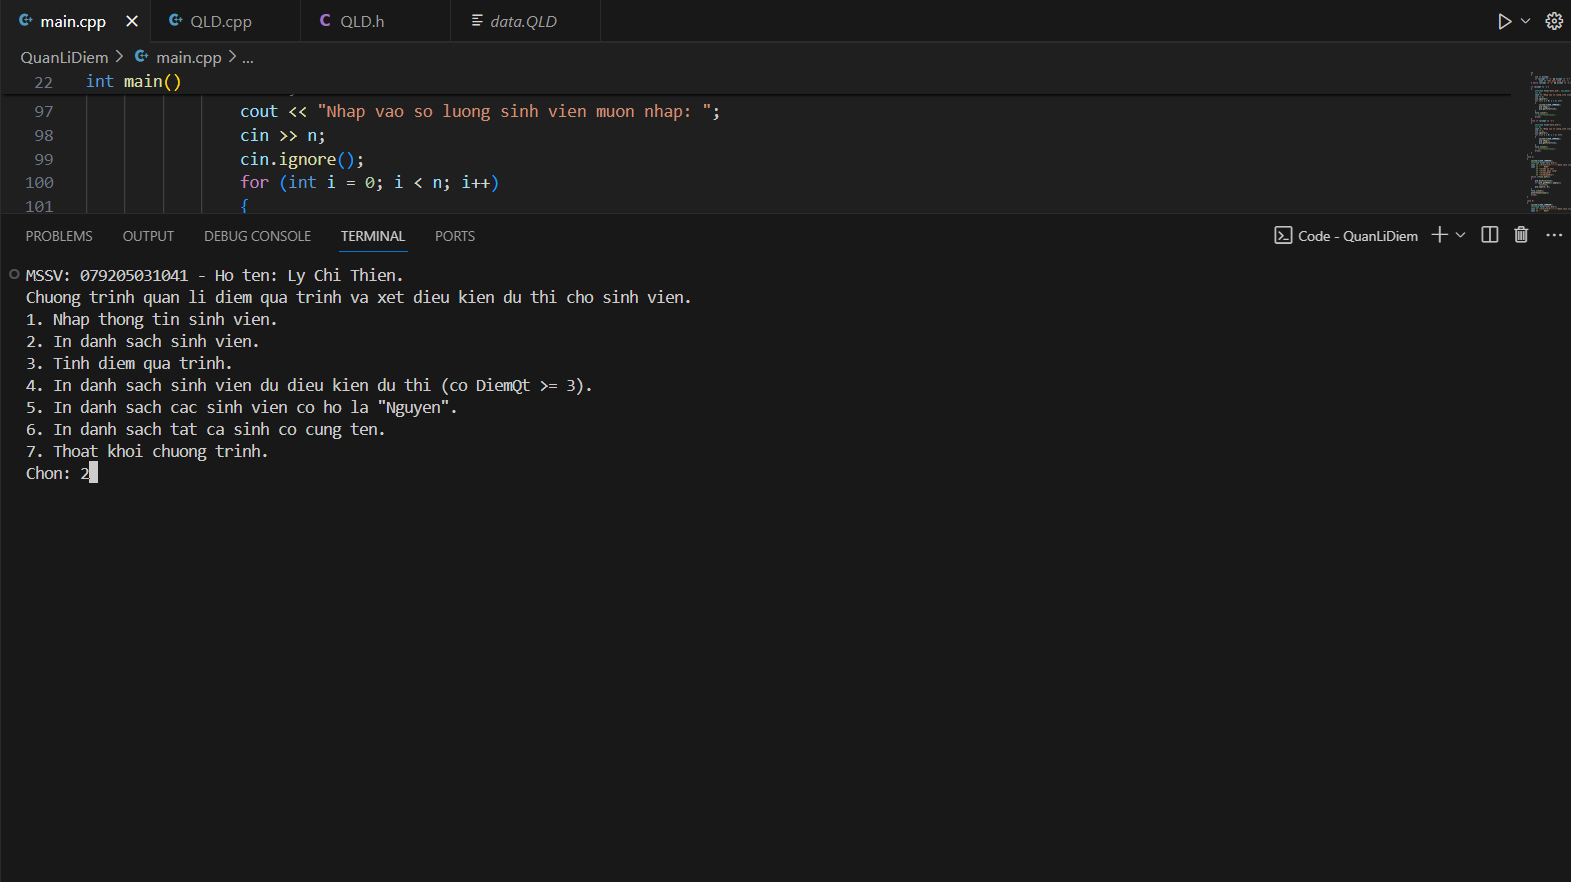 main.cpp QLD.cpp QLD.h data.QLD
QuanLiDiem > main.cpp > ...
22 int main()
97 cout << "Nhap vao so luong sinh vien muon nhap: ";
98 cin >> n;
99 cin.ignore();
100 for (int i = 0; i < n; i++)
101 {
PROBLEMS OUTPUT DEBUG CONSOLE TERMINAL PORTS Code - QuanLiDiem
MSSV: 079205031041 - Ho ten: Ly Chi Thien.
Chuong trinh quan li diem qua trinh va xet dieu kien du thi cho sinh vien.
1. Nhap thong tin sinh vien.
2. In danh sach sinh vien.
3. Tinh diem qua trinh.
4. In danh sach sinh vien du dieu kien du thi (co DiemQt >= 3).
5. In danh sach cac sinh vien co ho la "Nguyen".
6. In danh sach tat ca sinh co cung ten.
7. Thoat khoi chuong trinh.
Chon: 2